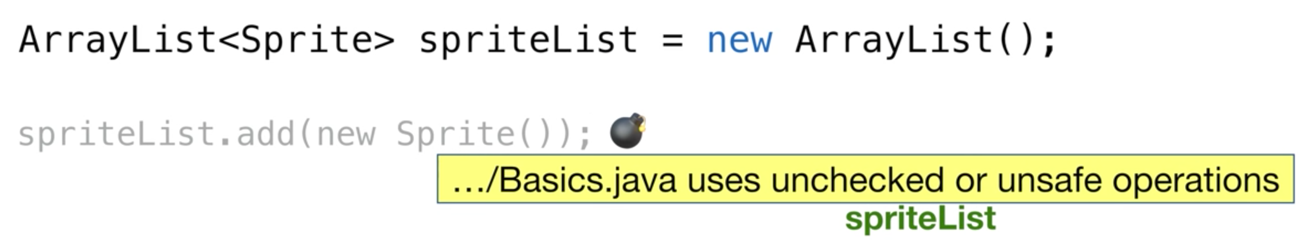 ArrayList<Sprite> spriteList = new ArrayList();
spriteList.add(new Sprite()); 💣
…/Basics.java uses unchecked or unsafe operations
spriteList